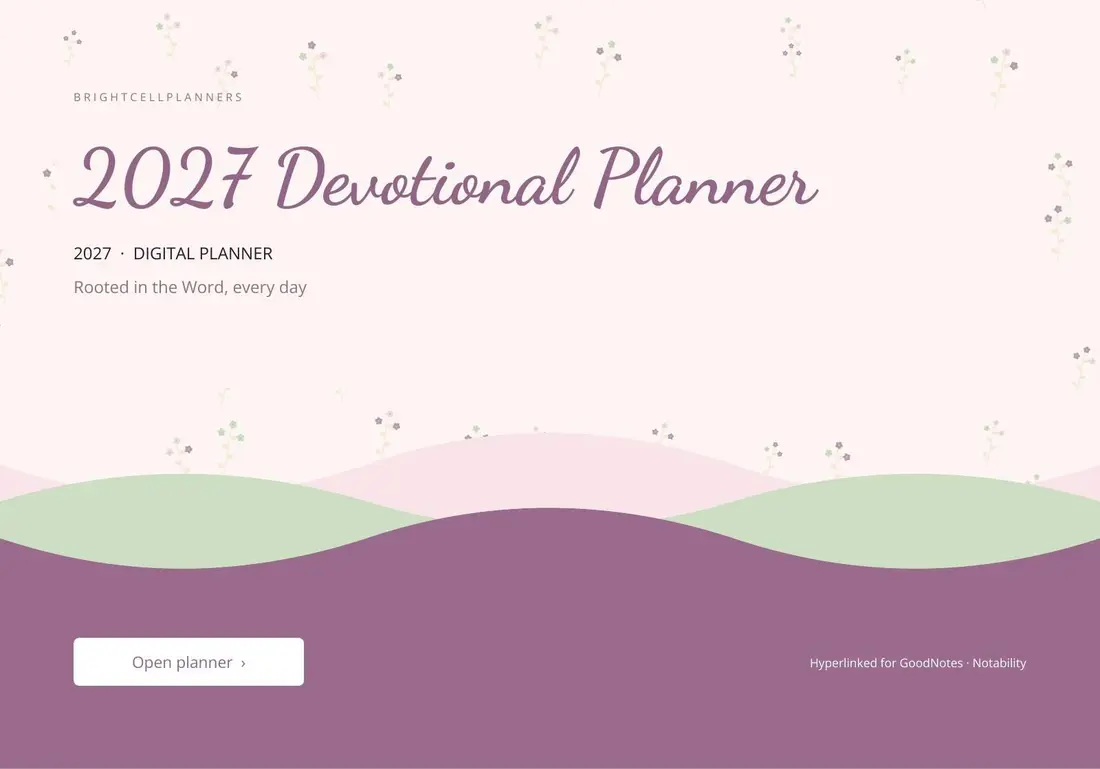 BRIGHTCELLPLANNERS
2027 Devotional Planner
2027 · DIGITAL PLANNER
Rooted in the Word, every day
Open planner ›
Hyperlinked for GoodNotes · Notability